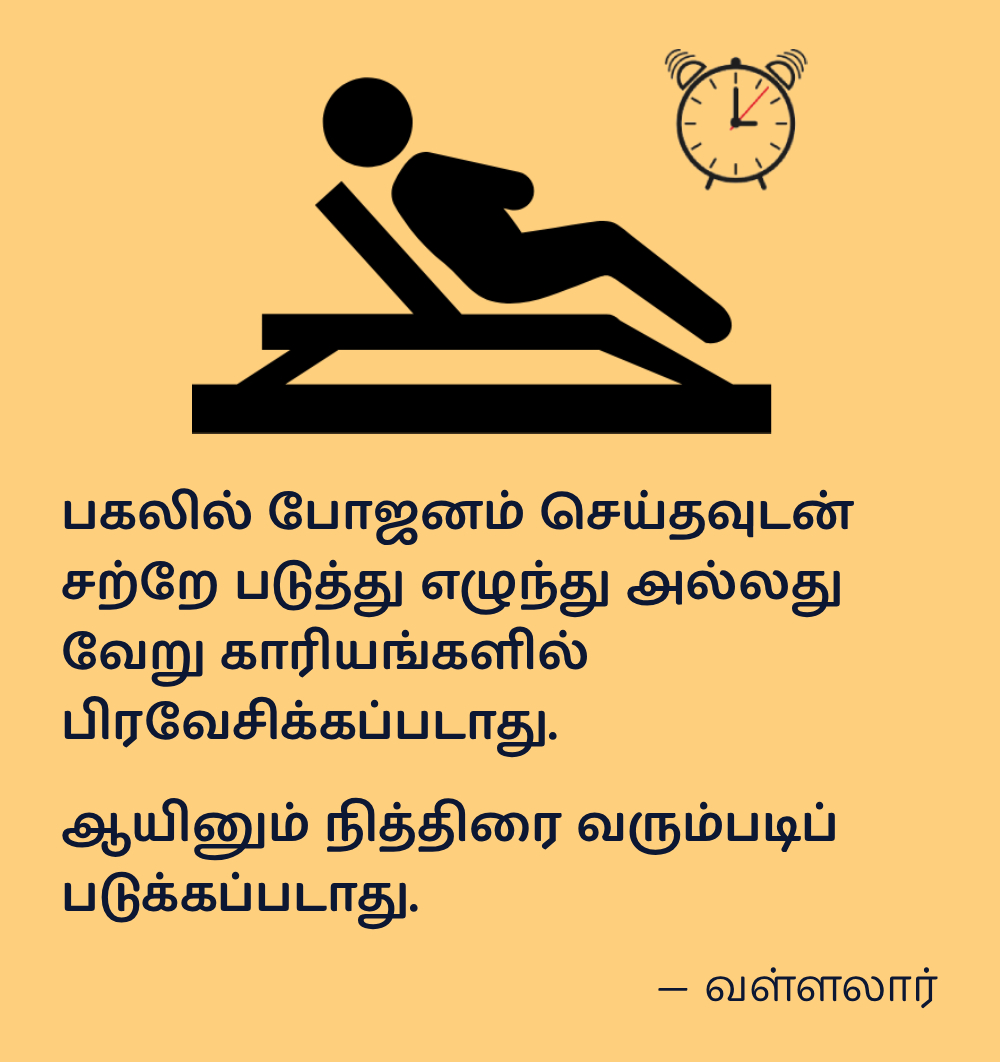 பகலில் போஜனம் செய்தவுடன்
சற்றே படுத்து எழுந்து அல்லது
வேறு காரியங்களில்
பிரவேசிக்கப்படாது.
ஆயினும் நித்திரை வரும்படிப்
படுக்கப்படாது.
– வள்ளலார்